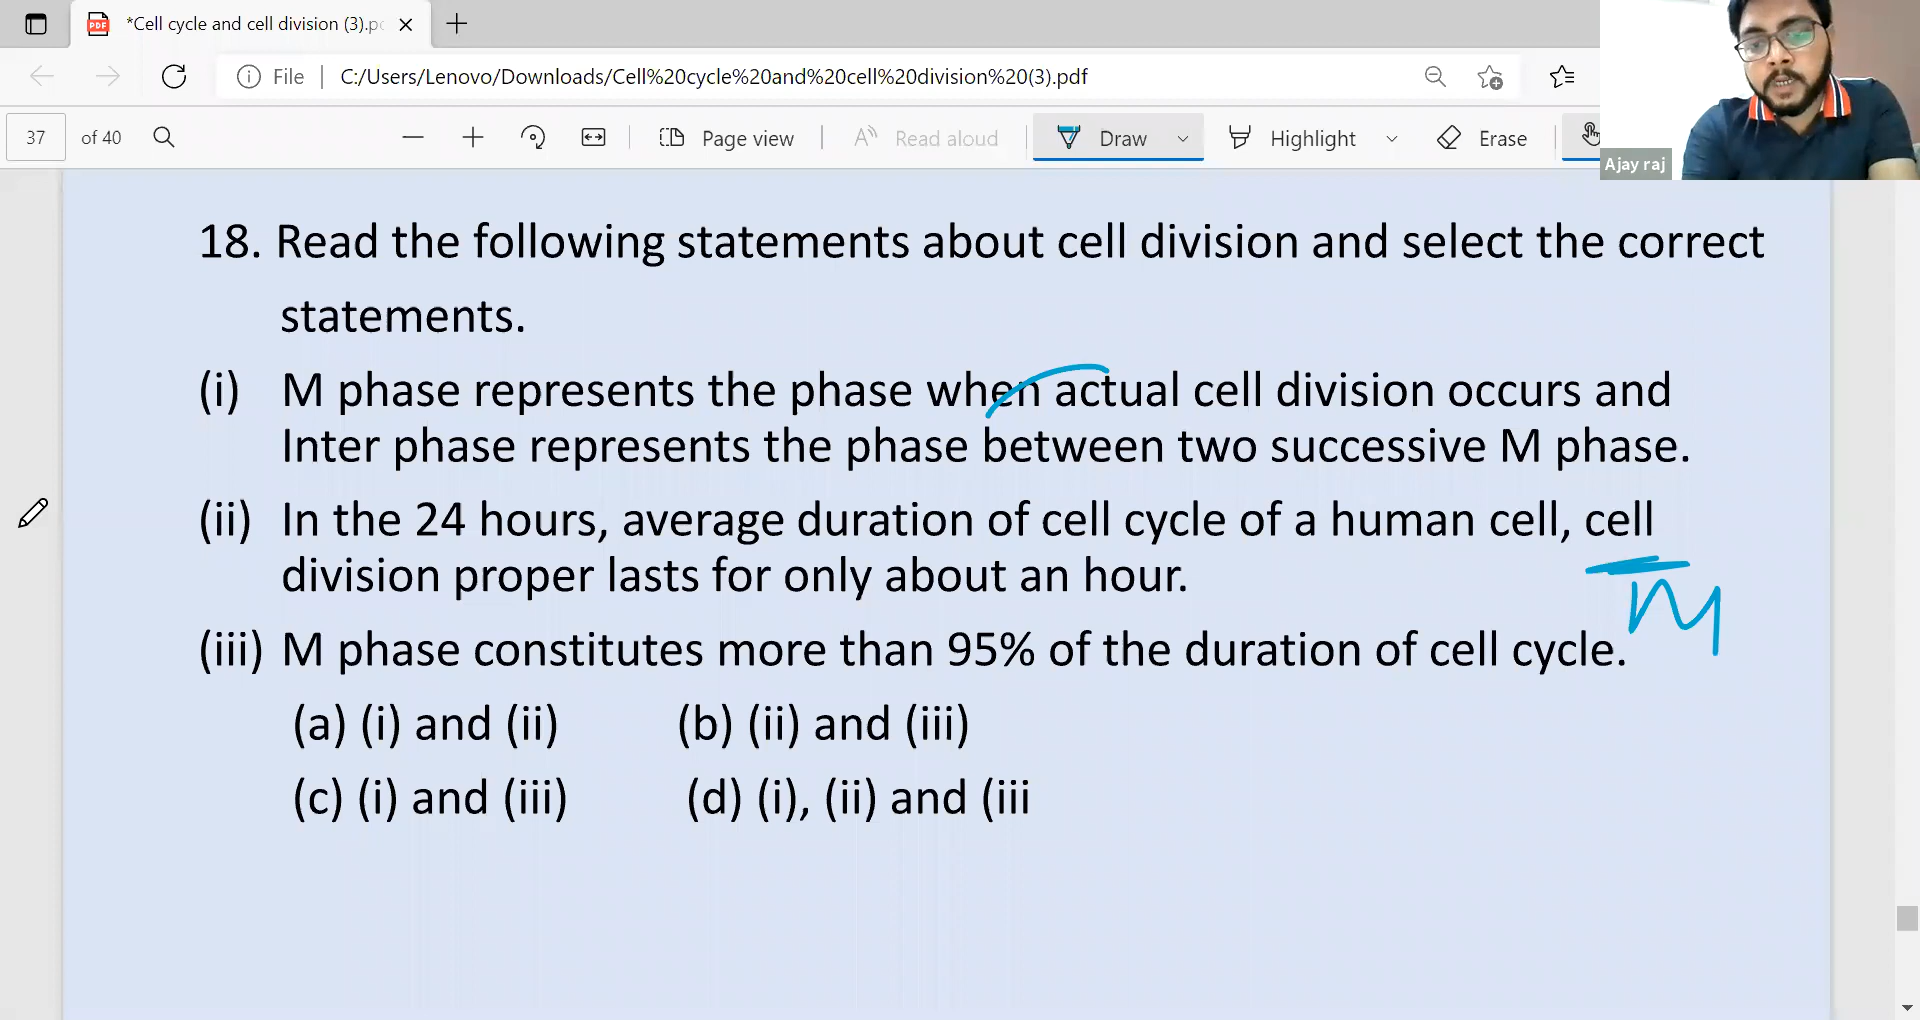 *Cell cycle and cell division (3).p
File
C:/Users/Lenovo/Downloads/Cell%20cycle%20and%20cell%20division%20(3).pdf
37 of 40
Page view
Read aloud
Draw
Highlight
Erase
Ajay raj
18. Read the following statements about cell division and select the correct
statements.
(i) M phase represents the phase when actual cell division occurs and
Inter phase represents the phase between two successive M phase.
(ii) In the 24 hours, average duration of cell cycle of a human cell, cell
division proper lasts for only about an hour.
M
(iii) M phase constitutes more than 95% of the duration of cell cycle.
(a) (i) and (ii) (b) (ii) and (iii)
(c) (i) and (iii) (d) (i), (ii) and (iii